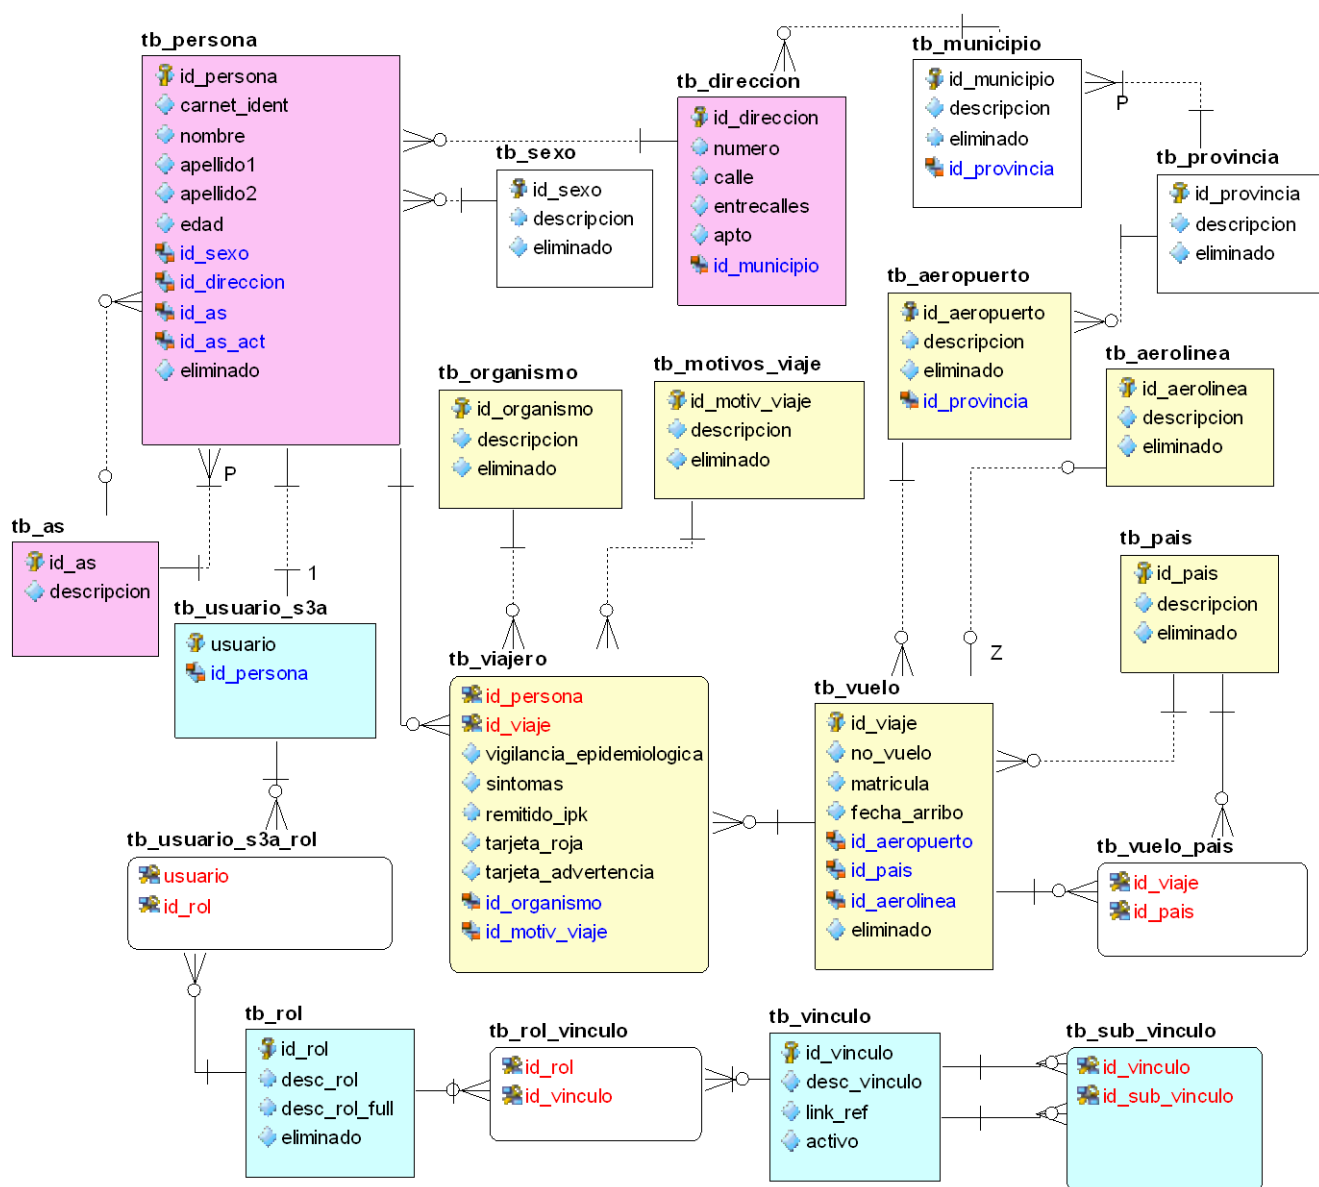 tb_persona
id_persona
carnet_ident
nombre
apellido1
apellido2
edad
id_sexo
id_direccion
id_as
id_as_act
eliminado
tb_sexo
id_sexo
descripcion
eliminado
tb_direccion
id_direccion
numero
calle
entrecalles
apto
id_municipio
tb_municipio
id_municipio
descripcion
eliminado
id_provincia
P
tb_provincia
id_provincia
descripcion
eliminado
tb_aeropuerto
id_aeropuerto
descripcion
eliminado
id_provincia
tb_aerolinea
id_aerolinea
descripcion
eliminado
tb_organismo
id_organismo
descripcion
eliminado
tb_motivos_viaje
id_motiv_viaje
descripcion
eliminado
P
tb_as
id_as
descripcion
1
tb_usuario_s3a
usuario
id_persona
tb_pais
id_pais
descripcion
eliminado
Z
tb_viajero
id_persona
id_viaje
vigilancia_epidemiologica
sintomas
remitido_ipk
tarjeta_roja
tarjeta_advertencia
id_organismo
id_motiv_viaje
tb_vuelo
id_viaje
no_vuelo
matricula
fecha_arribo
id_aeropuerto
id_pais
id_aerolinea
eliminado
tb_vuelo_pais
id_viaje
id_pais
tb_usuario_s3a_rol
usuario
id_rol
tb_rol
id_rol
desc_rol
desc_rol_full
eliminado
tb_rol_vinculo
id_rol
id_vinculo
tb_vinculo
id_vinculo
desc_vinculo
link_ref
activo
tb_sub_vinculo
id_vinculo
id_sub_vinculo